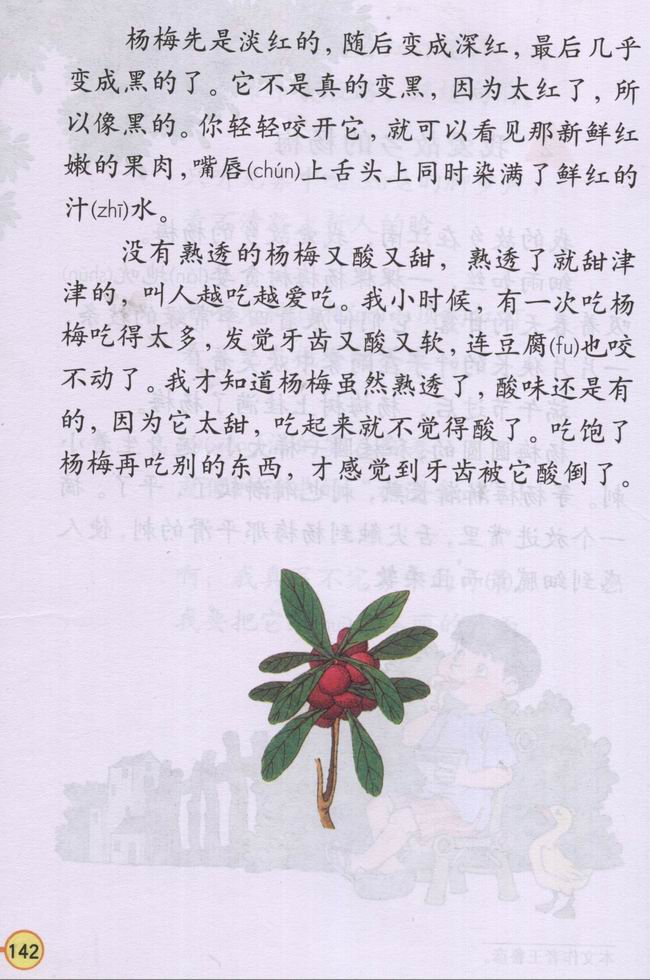 杨梅先是淡红的，随后变成深红，最后几乎
变成黑的了。它不是真的变黑，因为太红了，所
以像黑的。你轻轻咬开它，就可以看见那新鲜红
嫩的果肉，嘴唇(chún)上舌头上同时染满了鲜红的
汁(zhī)水。
没有熟透的杨梅又酸又甜，熟透了就甜津
津的，叫人越吃越爱吃。我小时候，有一次吃杨
梅吃得太多，发觉牙齿又酸又软，连豆腐(fu)也咬
不动了。我才知道杨梅虽然熟透了，酸味还是有
的，因为它太甜，吃起来就不觉得酸了。吃饱了
杨梅再吃别的东西，才感觉到牙齿被它酸倒了。
142